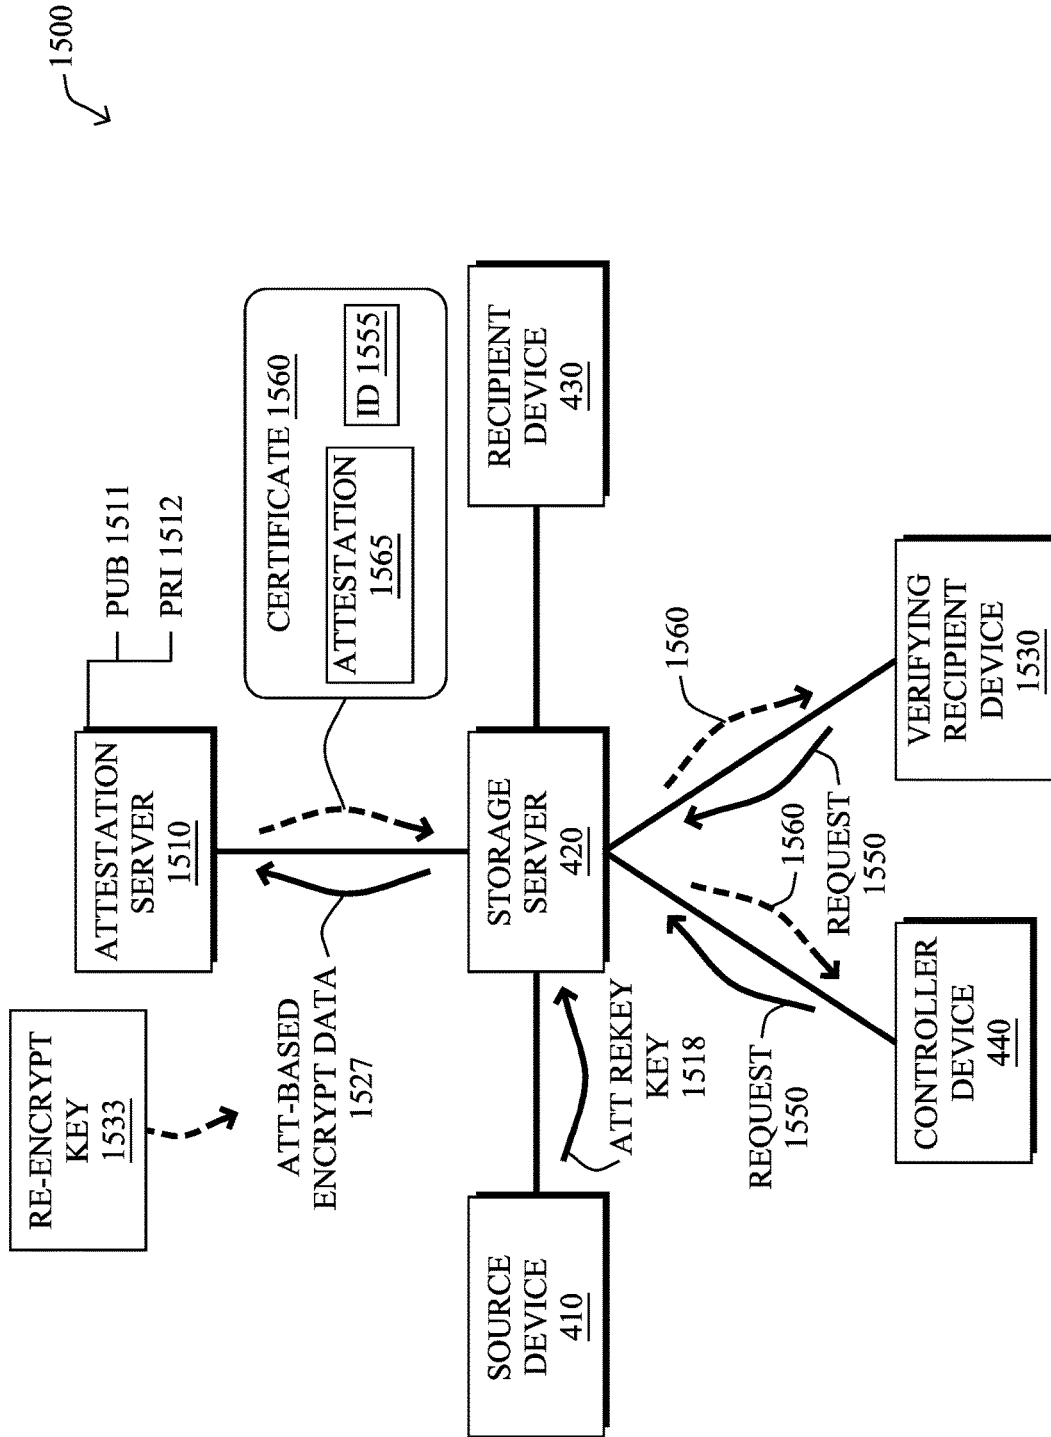 1500
RE-ENCRYPT
KEY
1533
ATTESTATION
SERVER
1510
PUB 1511
PRI 1512
ATT-BASED
ENCRYPT DATA
1527
CERTIFICATE 1560
ATTESTATION
1565
ID 1555
SOURCE
DEVICE
410
STORAGE
SERVER
420
RECIPIENT
DEVICE
430
ATT REKEY
KEY
1518
REQUEST
1550
1560
REQUEST
1550
1560
CONTROLLER
DEVICE
440
VERIFYING
RECIPIENT
DEVICE
1530